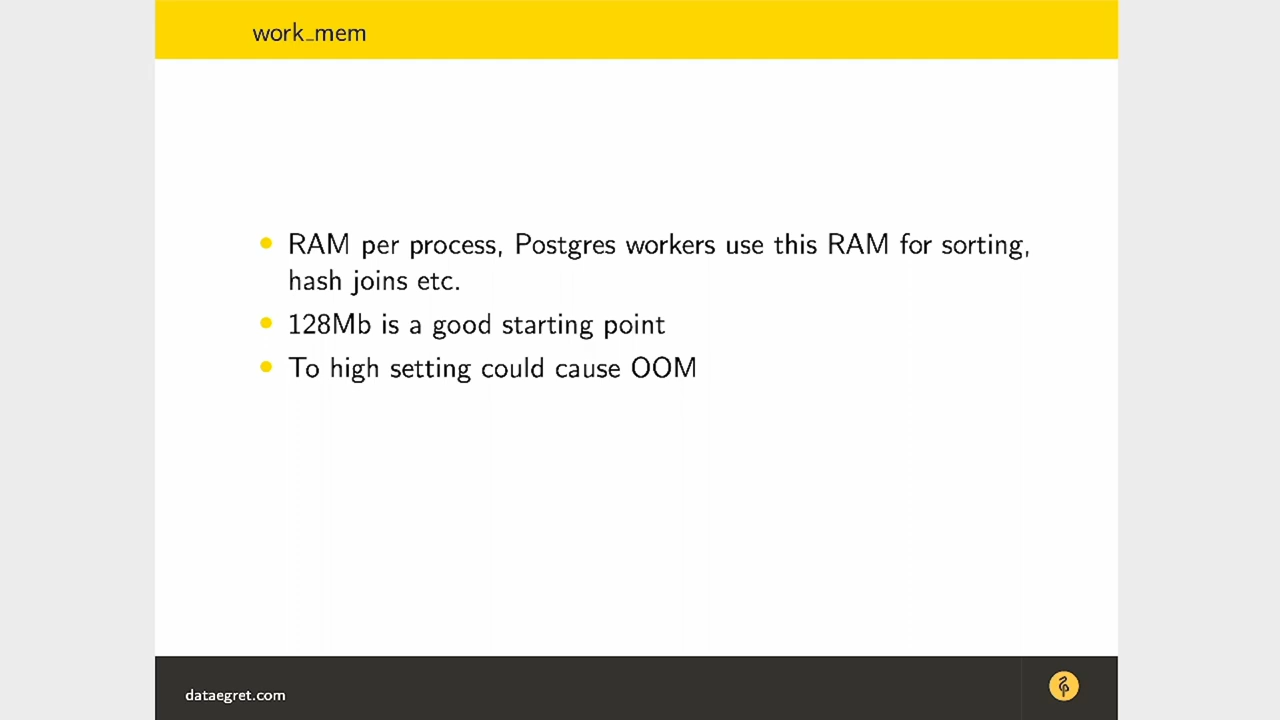 work_mem
RAM per process, Postgres workers use this RAM for sorting,
hash joins etc.
128Mb is a good starting point
To high setting could cause OOM
dataegret.com